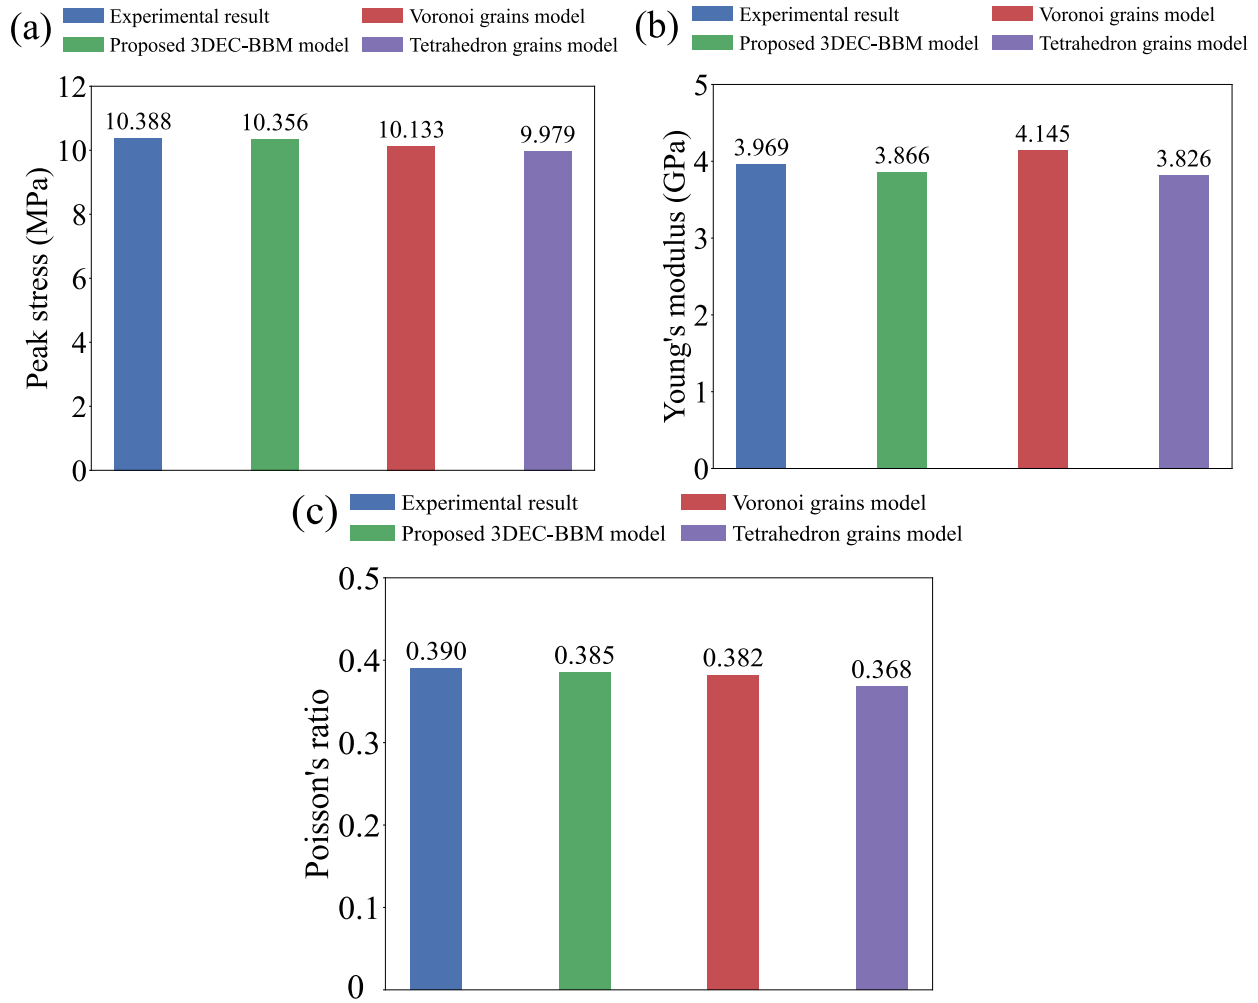 (a)
Experimental result
Voronoi grains model
Proposed 3DEC-BBM model
Tetrahedron grains model
Peak stress (MPa)
12
10
8
6
4
2
0
10.388
10.356
10.133
9.979
(b)
Experimental result
Voronoi grains model
Proposed 3DEC-BBM model
Tetrahedron grains model
Young's modulus (GPa)
5
4
3
2
1
0
3.969
3.866
4.145
3.826
(c)
Experimental result
Voronoi grains model
Proposed 3DEC-BBM model
Tetrahedron grains model
Poisson's ratio
0.5
0.4
0.3
0.2
0.1
0
0.390
0.385
0.382
0.368